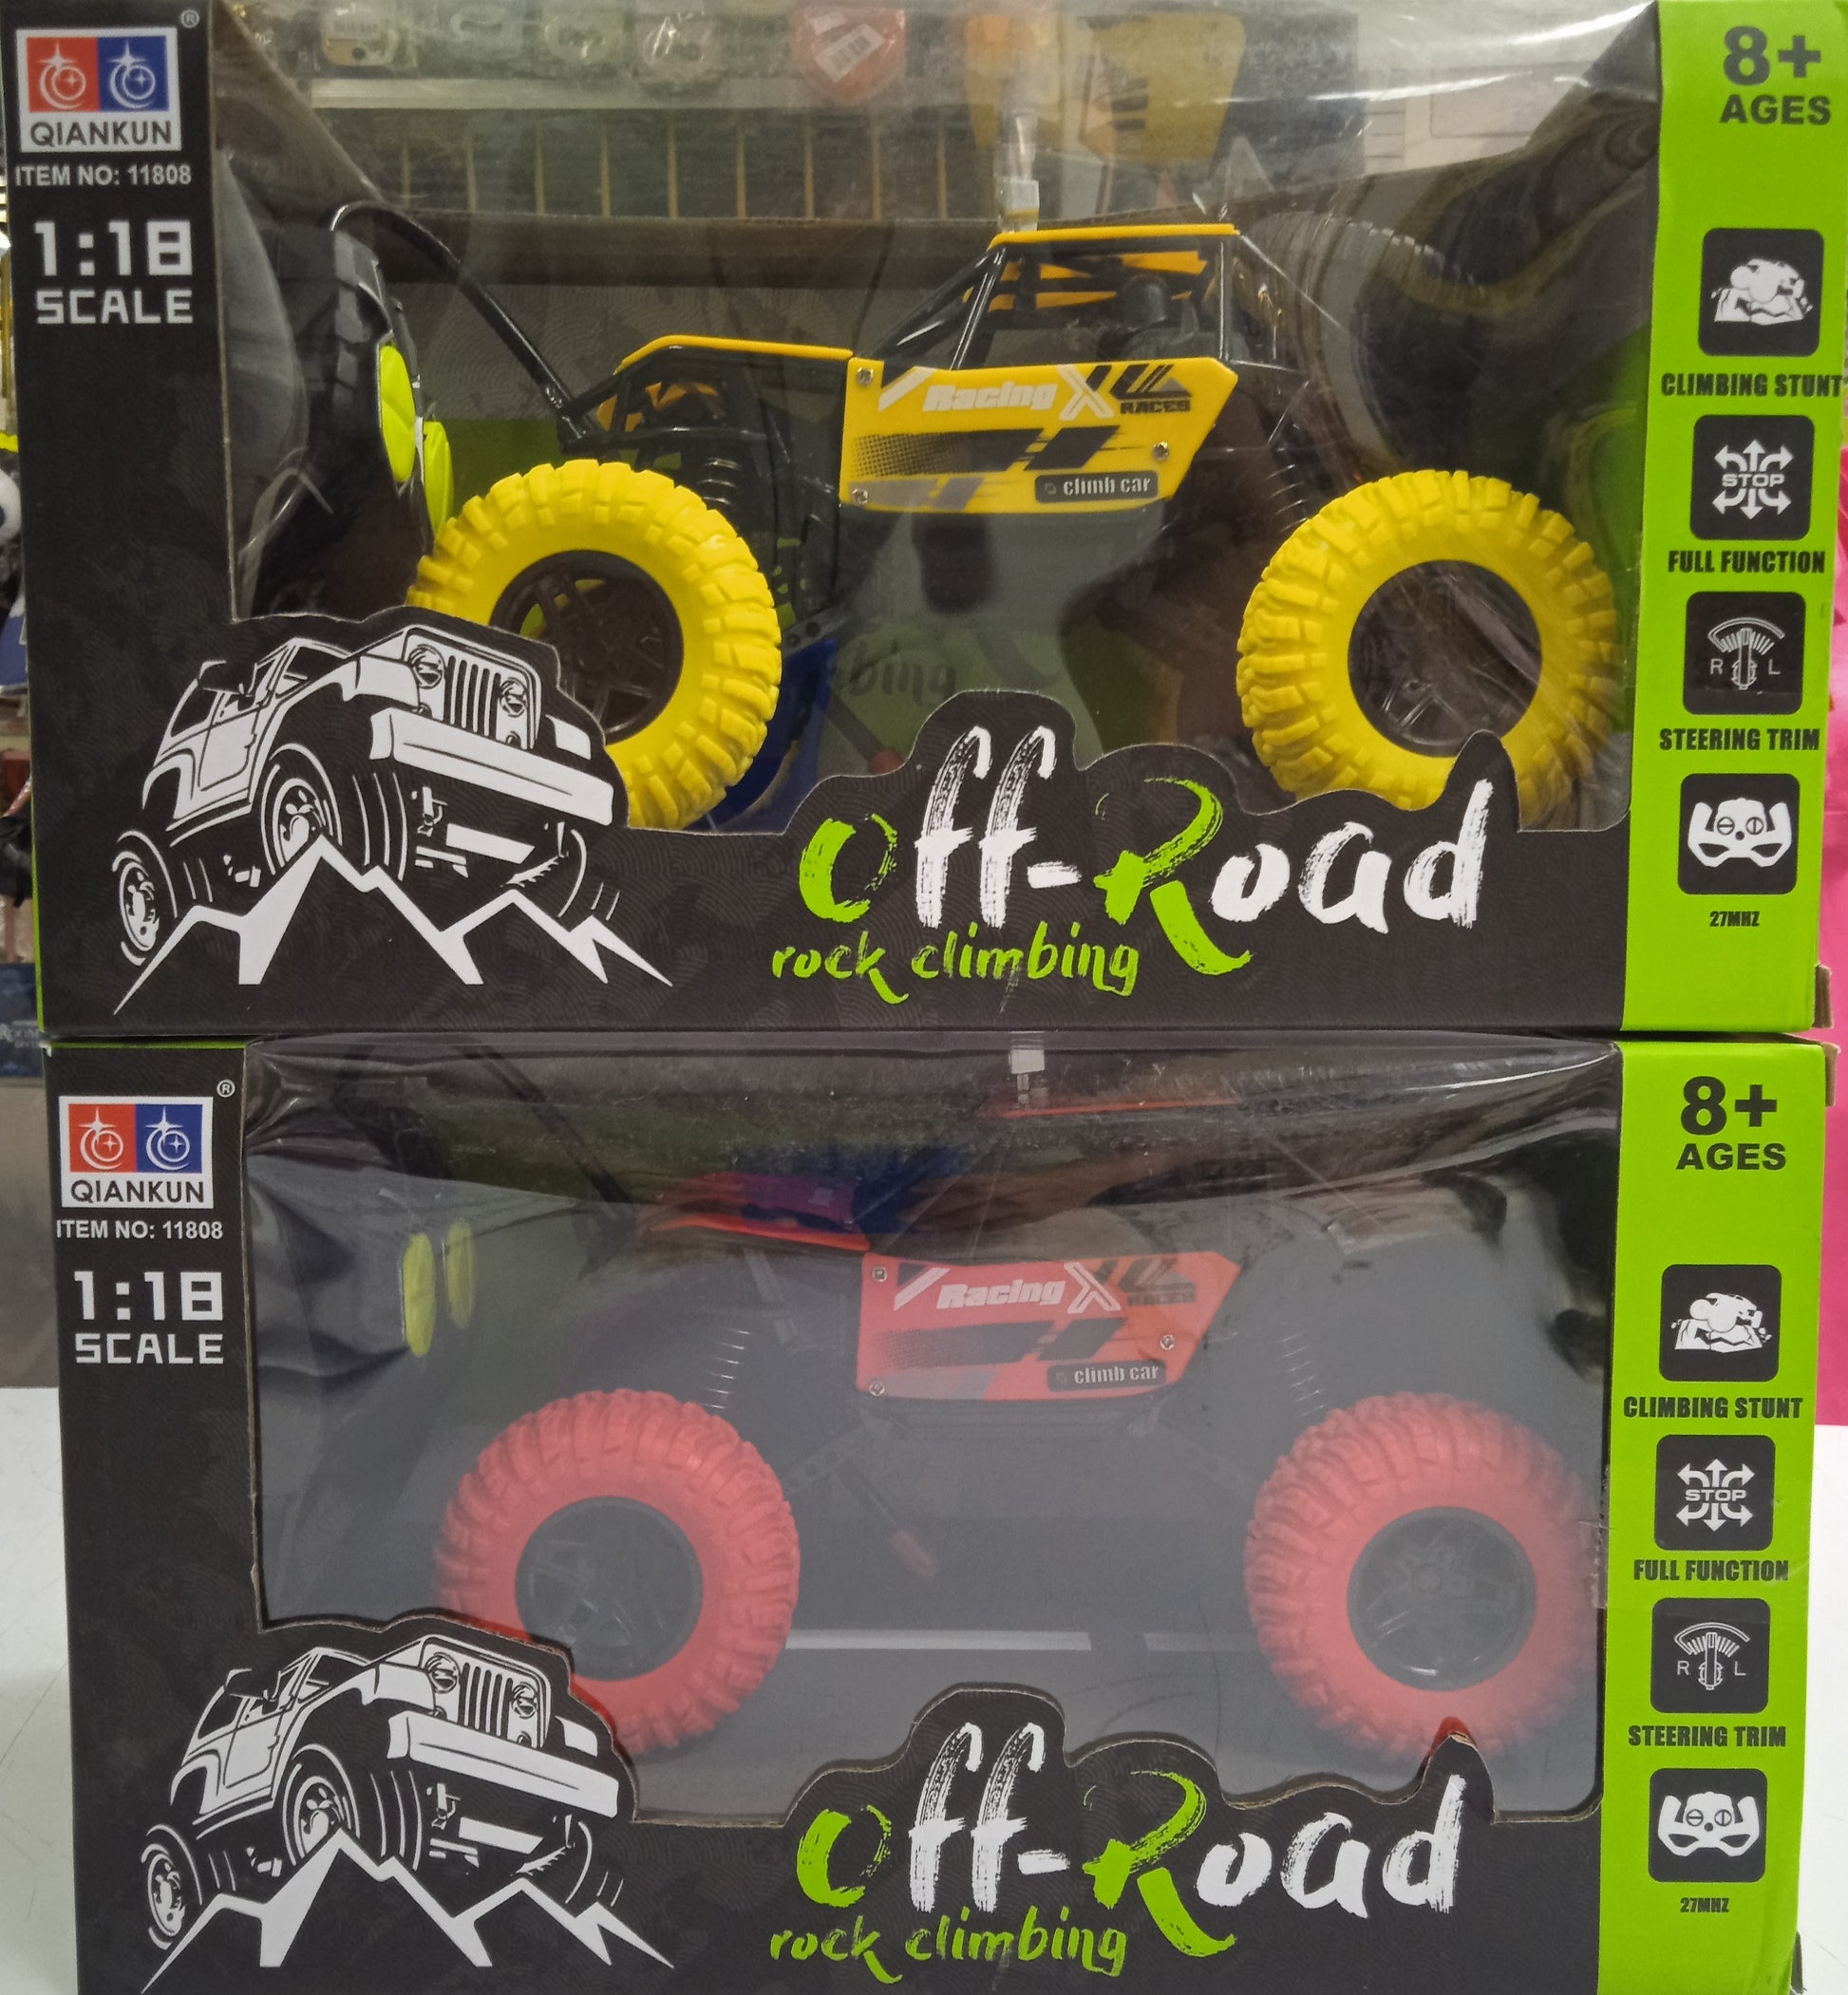 ®
QIANKUN
ITEM NO: 11808
1:18
SCALE
8+
AGES
Racing X
RACES
climb car
CLIMBING STUNT
STOP
FULL FUNCTION
R L
STEERING TRIM
27MHZ
bing
Off-Road
rock climbing
®
QIANKUN
ITEM NO: 11808
1:18
SCALE
8+
AGES
Racing X
RACES
climb car
CLIMBING STUNT
STOP
FULL FUNCTION
R L
STEERING TRIM
27MHZ
Off-Road
rock climbing